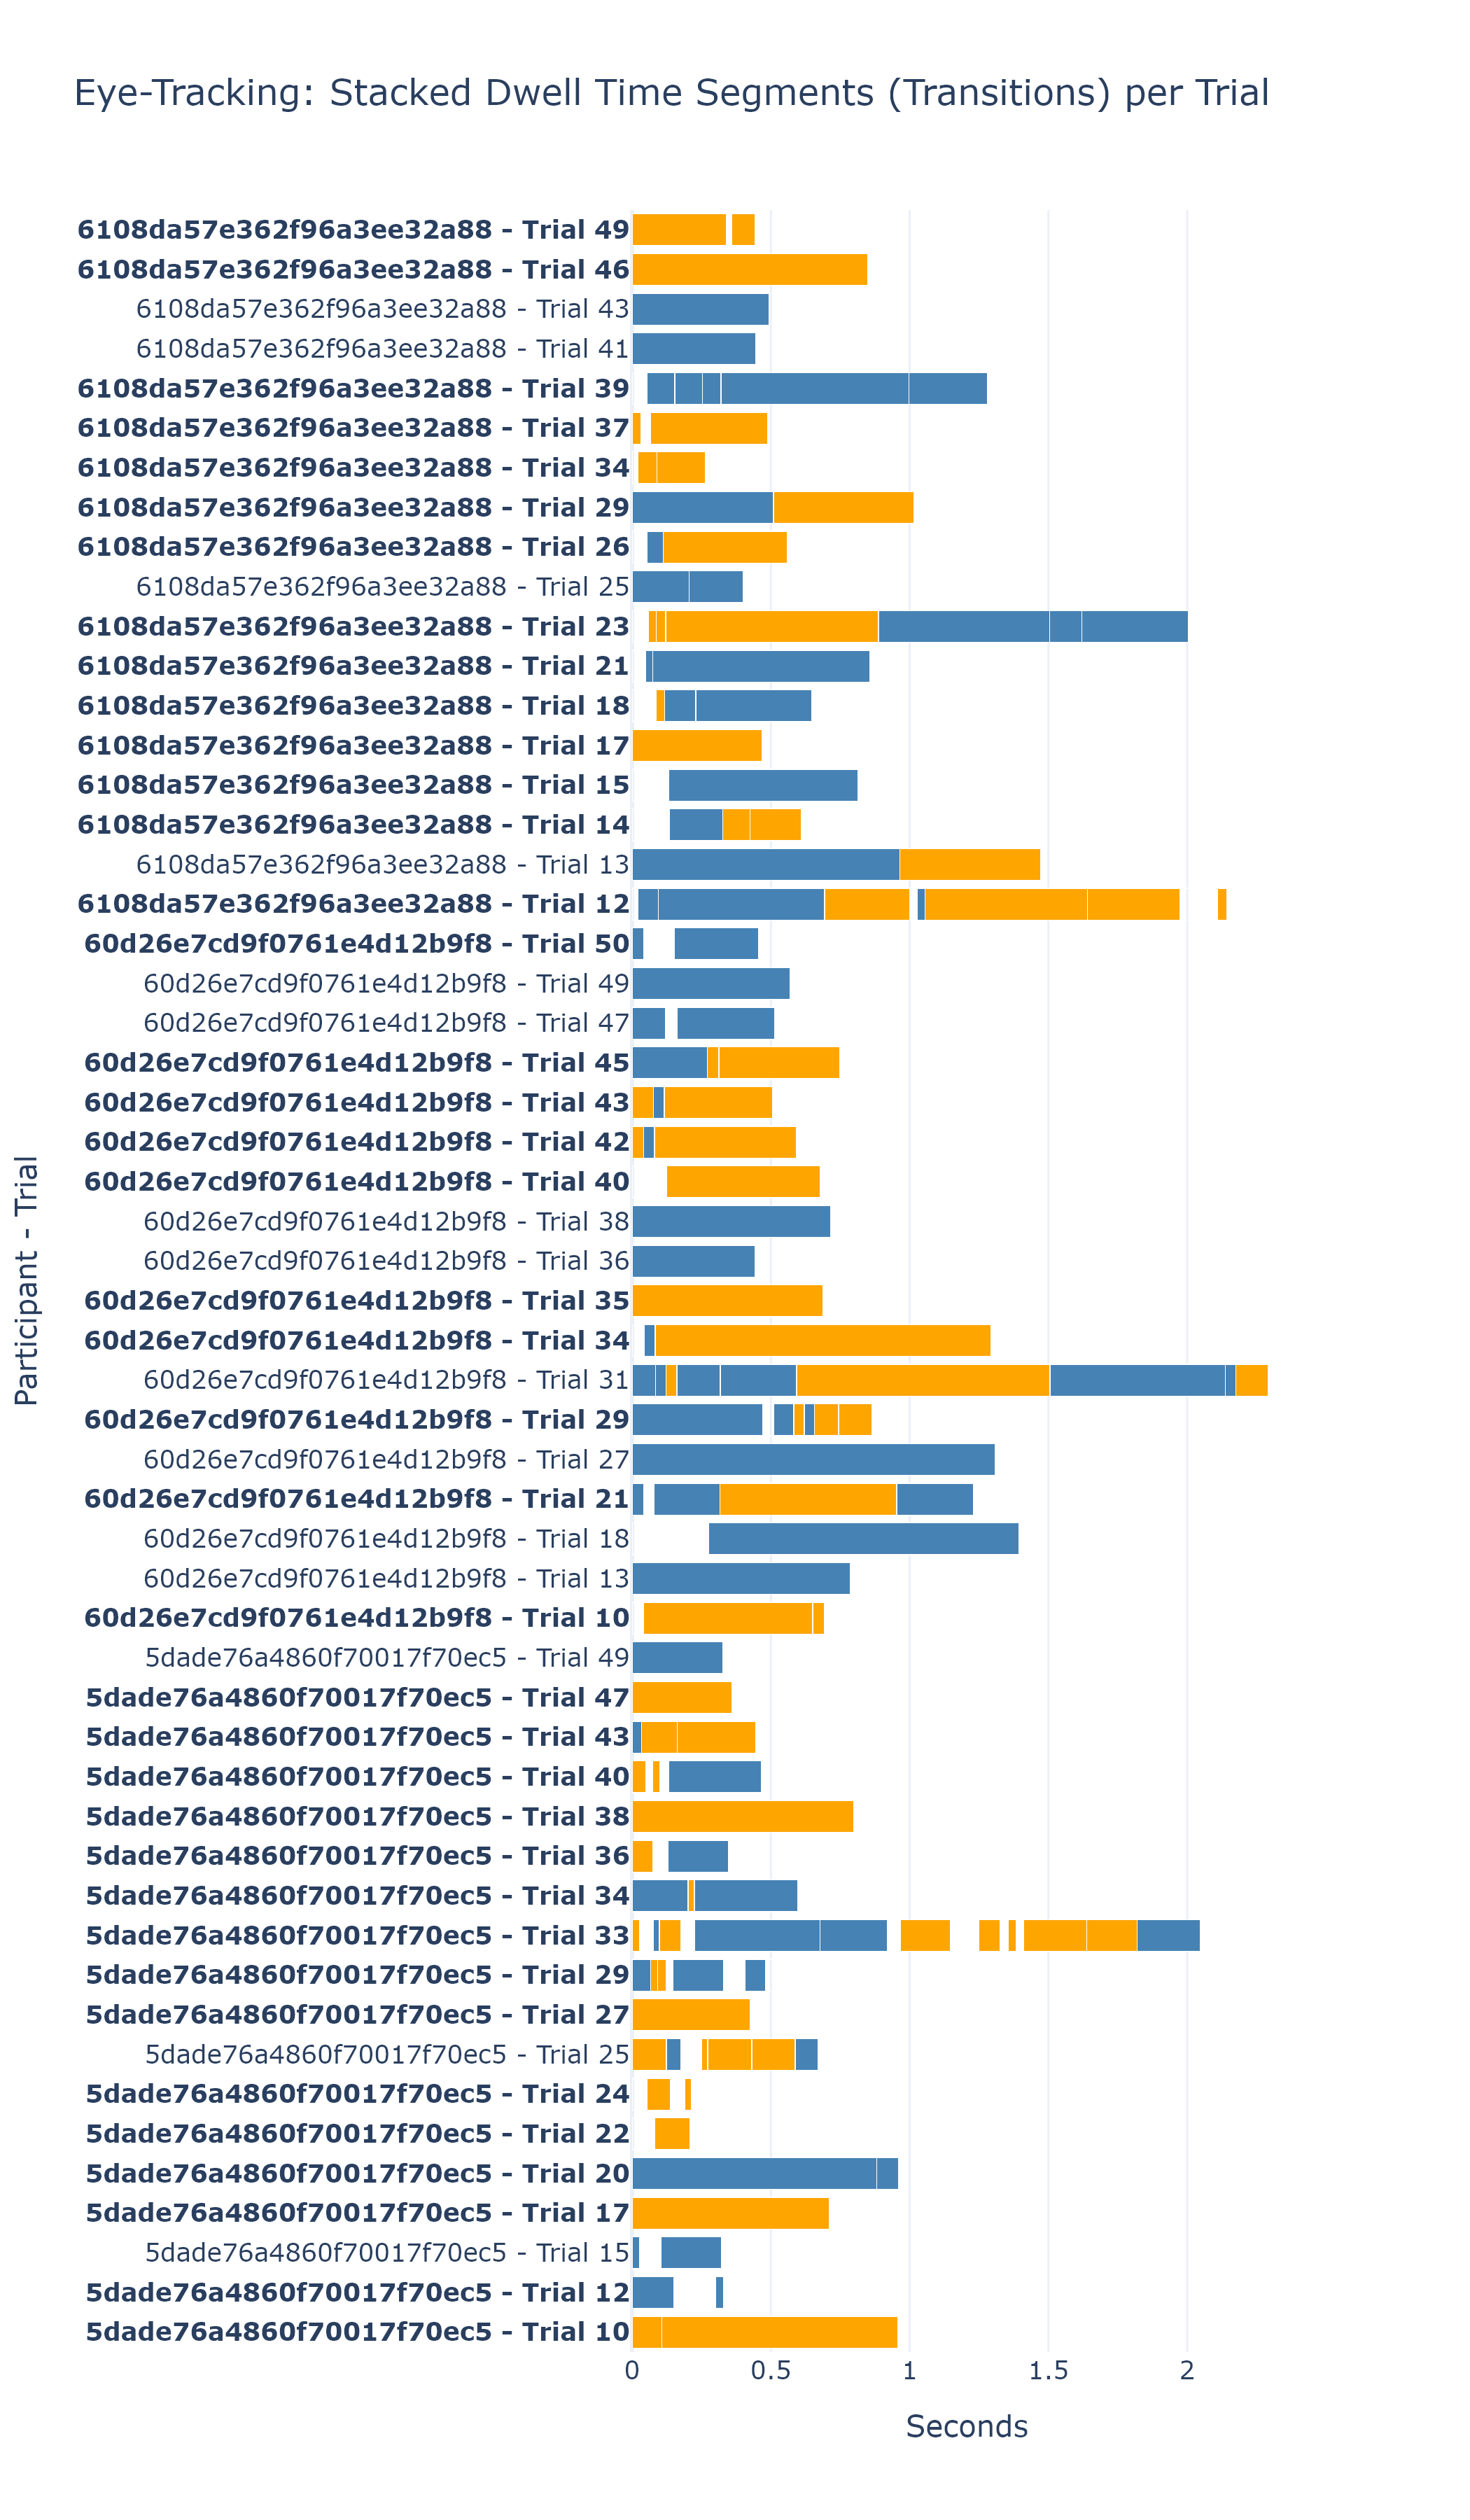 Eye-Tracking: Stacked Dwell Time Segments (Transitions) per Trial
6108da57e362f96a3ee32a88 - Trial 49
6108da57e362f96a3ee32a88 - Trial 46
6108da57e362f96a3ee32a88 - Trial 43
6108da57e362f96a3ee32a88 - Trial 41
6108da57e362f96a3ee32a88 - Trial 39
6108da57e362f96a3ee32a88 - Trial 37
6108da57e362f96a3ee32a88 - Trial 34
6108da57e362f96a3ee32a88 - Trial 29
6108da57e362f96a3ee32a88 - Trial 26
6108da57e362f96a3ee32a88 - Trial 25
6108da57e362f96a3ee32a88 - Trial 23
6108da57e362f96a3ee32a88 - Trial 21
6108da57e362f96a3ee32a88 - Trial 18
6108da57e362f96a3ee32a88 - Trial 17
6108da57e362f96a3ee32a88 - Trial 15
6108da57e362f96a3ee32a88 - Trial 14
6108da57e362f96a3ee32a88 - Trial 13
6108da57e362f96a3ee32a88 - Trial 12
60d26e7cd9f0761e4d12b9f8 - Trial 50
60d26e7cd9f0761e4d12b9f8 - Trial 49
60d26e7cd9f0761e4d12b9f8 - Trial 47
60d26e7cd9f0761e4d12b9f8 - Trial 45
60d26e7cd9f0761e4d12b9f8 - Trial 43
60d26e7cd9f0761e4d12b9f8 - Trial 42
60d26e7cd9f0761e4d12b9f8 - Trial 40
60d26e7cd9f0761e4d12b9f8 - Trial 38
60d26e7cd9f0761e4d12b9f8 - Trial 36
60d26e7cd9f0761e4d12b9f8 - Trial 35
60d26e7cd9f0761e4d12b9f8 - Trial 34
60d26e7cd9f0761e4d12b9f8 - Trial 31
60d26e7cd9f0761e4d12b9f8 - Trial 29
60d26e7cd9f0761e4d12b9f8 - Trial 27
60d26e7cd9f0761e4d12b9f8 - Trial 21
60d26e7cd9f0761e4d12b9f8 - Trial 18
60d26e7cd9f0761e4d12b9f8 - Trial 13
60d26e7cd9f0761e4d12b9f8 - Trial 10
5dade76a4860f70017f70ec5 - Trial 49
5dade76a4860f70017f70ec5 - Trial 47
5dade76a4860f70017f70ec5 - Trial 43
5dade76a4860f70017f70ec5 - Trial 40
5dade76a4860f70017f70ec5 - Trial 38
5dade76a4860f70017f70ec5 - Trial 36
5dade76a4860f70017f70ec5 - Trial 34
5dade76a4860f70017f70ec5 - Trial 33
5dade76a4860f70017f70ec5 - Trial 29
5dade76a4860f70017f70ec5 - Trial 27
5dade76a4860f70017f70ec5 - Trial 25
5dade76a4860f70017f70ec5 - Trial 24
5dade76a4860f70017f70ec5 - Trial 22
5dade76a4860f70017f70ec5 - Trial 20
5dade76a4860f70017f70ec5 - Trial 17
5dade76a4860f70017f70ec5 - Trial 15
5dade76a4860f70017f70ec5 - Trial 12
5dade76a4860f70017f70ec5 - Trial 10
0 0.5 1 1.5 2
Seconds
Participant - Trial